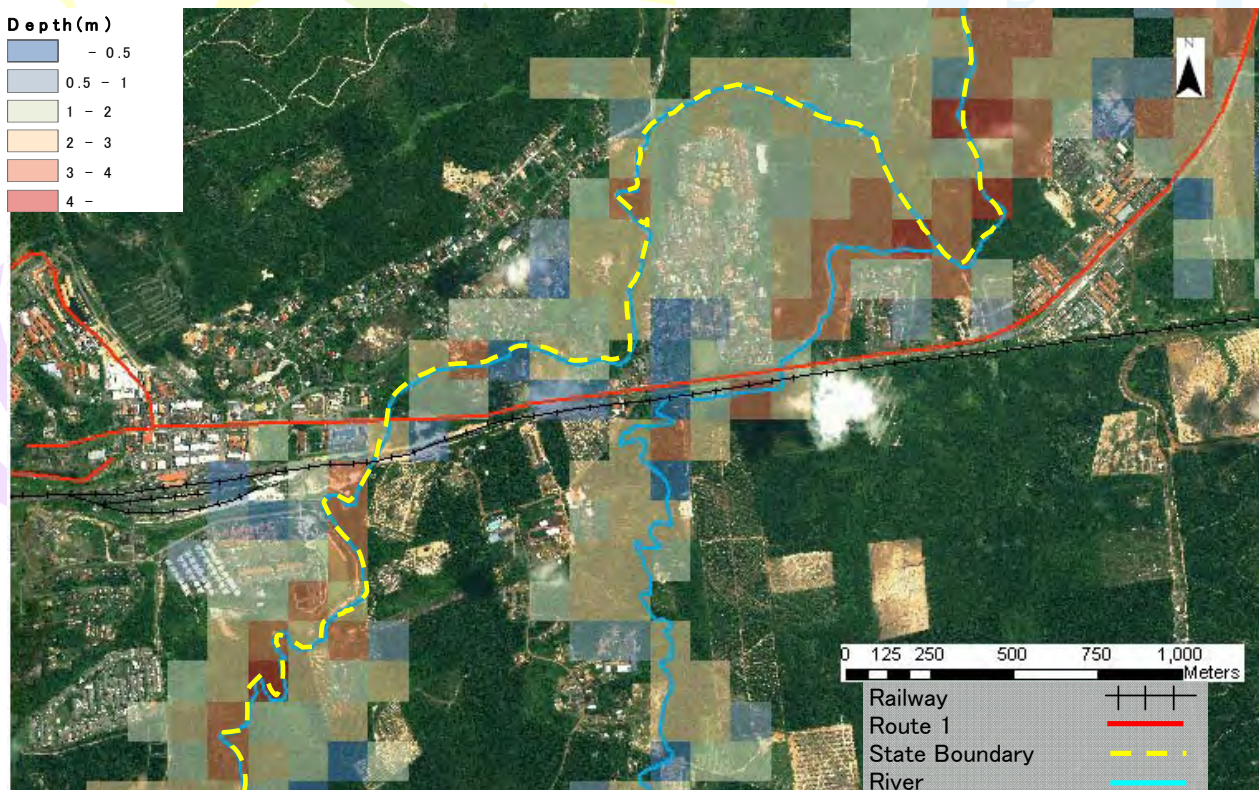 Depth(m)
- 0.5
0.5 - 1
1 - 2
2 - 3
3 - 4
4 -
N
0 125 250 500 750 1,000
Meters
Railway
Route 1
State Boundary
River